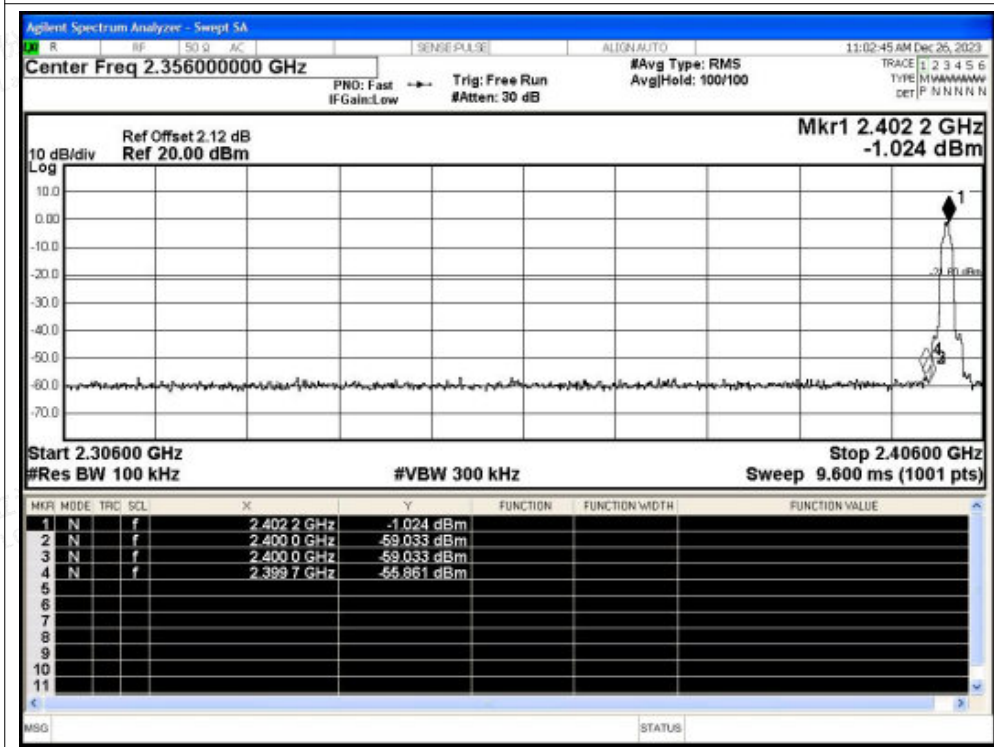 Agilent Spectrum Analyzer - Swept SA
R RF 50 Ω AC SENSE:PULSE ALIGNAUTO 11:02:45 AM Dec 26, 2023
Center Freq 2.356000000 GHz #Avg Type: RMS TRACE 1 2 3 4 5 6
PNO: Fast Trig: Free Run Avg|Hold: 100/100 TYPE
IFGain:Low #Atten: 30 dB DET P N N N N N
Mkr1 2.402 2 GHz
Ref Offset 2.12 dB
10 dB/div Ref 20.00 dBm -1.024 dBm
Log
10.0
1
0.00
-10.0
-20.0
-30.0
-40.0
-50.0
4
-60.0
-70.0
Start 2.30600 GHz Stop 2.40600 GHz
#Res BW 100 kHz #VBW 300 kHz Sweep 9.600 ms (1001 pts)
MKR MODE TRC SCL X Y FUNCTION FUNCTION WIDTH FUNCTION VALUE
1 N f 2.402 2 GHz -1.024 dBm
2 N f 2.400 0 GHz -59.033 dBm
3 N f 2.400 0 GHz -59.033 dBm
4 N f 2.399 7 GHz -55.861 dBm
5
6
7
8
9
10
11
MSG STATUS